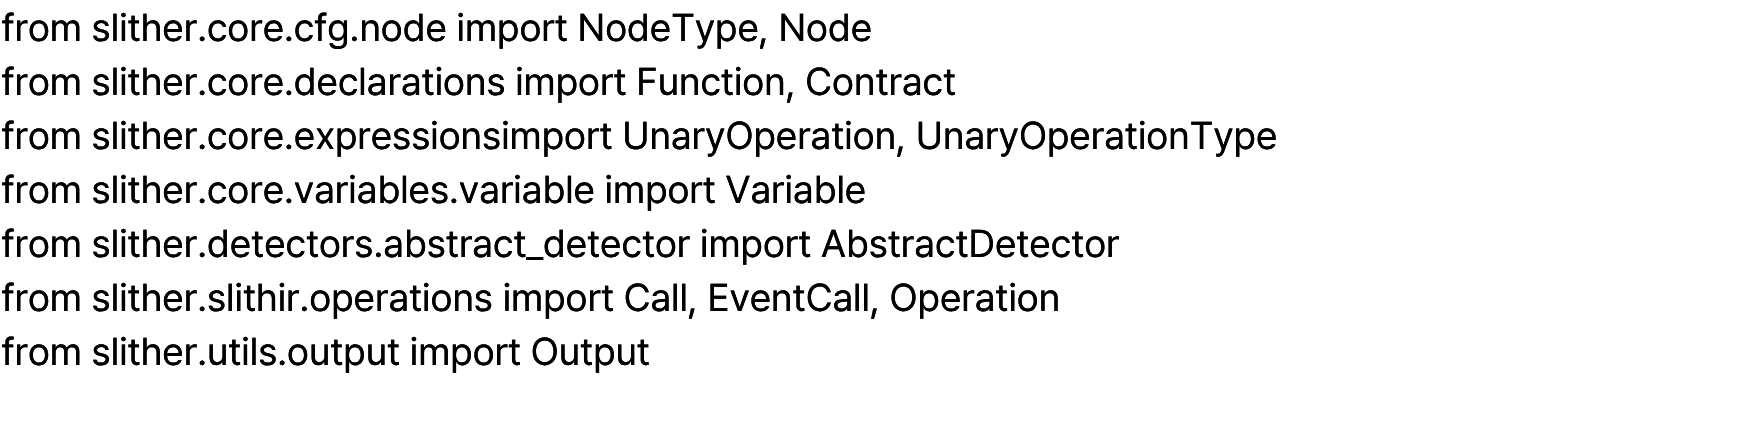 from slither.core.cfg.node import NodeType, Node
from slither.core.declarations import Function, Contract
from slither.core.expressionsimport UnaryOperation, UnaryOperationType
from slither.core.variables.variable import Variable
from slither.detectors.abstract_detector import AbstractDetector
from slither.slithir.operations import Call, EventCall, Operation
from slither.utils.output import Output